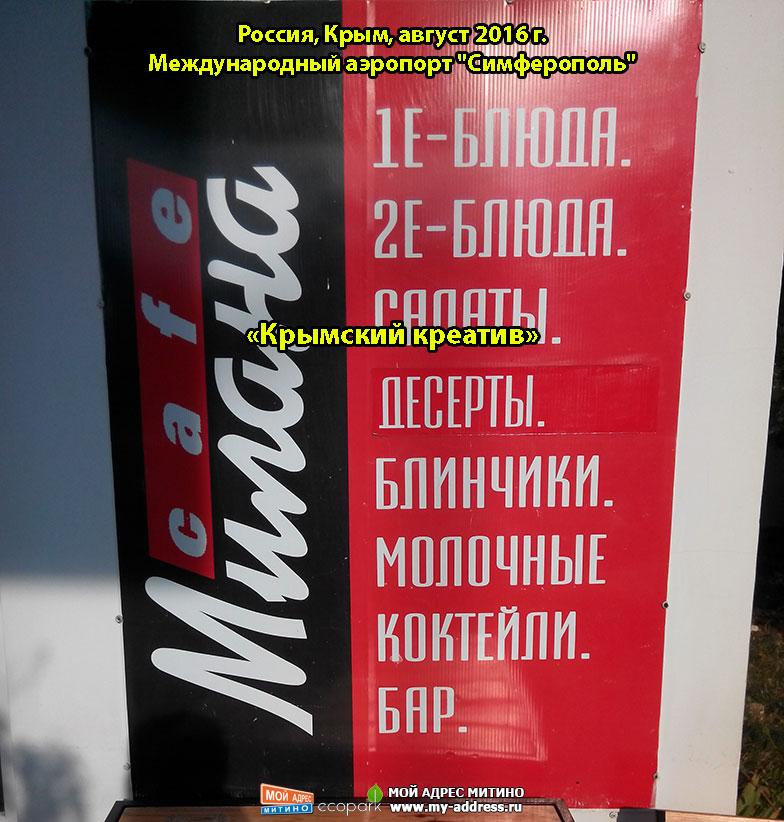 Россия, Крым, август 2016 г.
Международный аэропорт "Симферополь"
cafe
Милана
1Е-БЛЮДА.
2Е-БЛЮДА.
САЛАТЫ.
«Крымский креатив»
ДЕСЕРТЫ.
БЛИНЧИКИ.
МОЛОЧНЫЕ
КОКТЕЙЛИ.
БАР.
МОЙ АДРЕС
МИТИНО
ecopark
МОЙ АДРЕС МИТИНО
www.my-address.ru